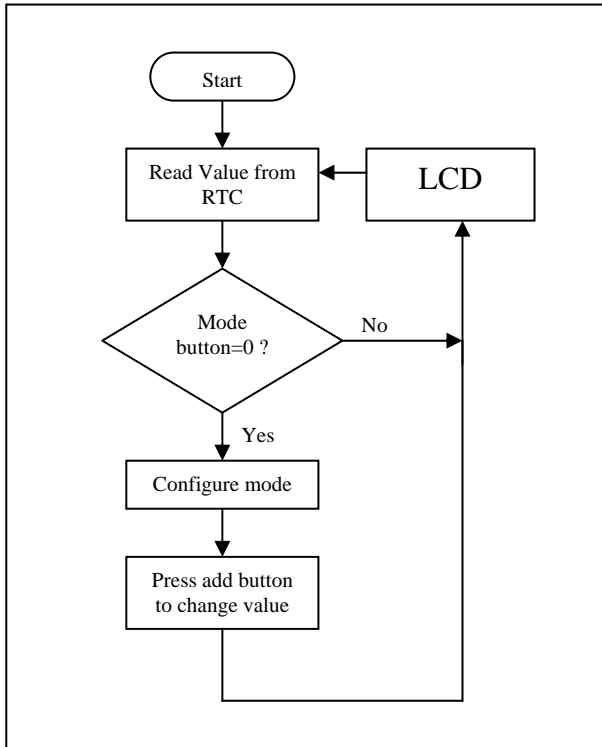 Start
Read Value from
RTC
LCD
Mode
button=0 ?
No
Yes
Configure mode
Press add button
to change value